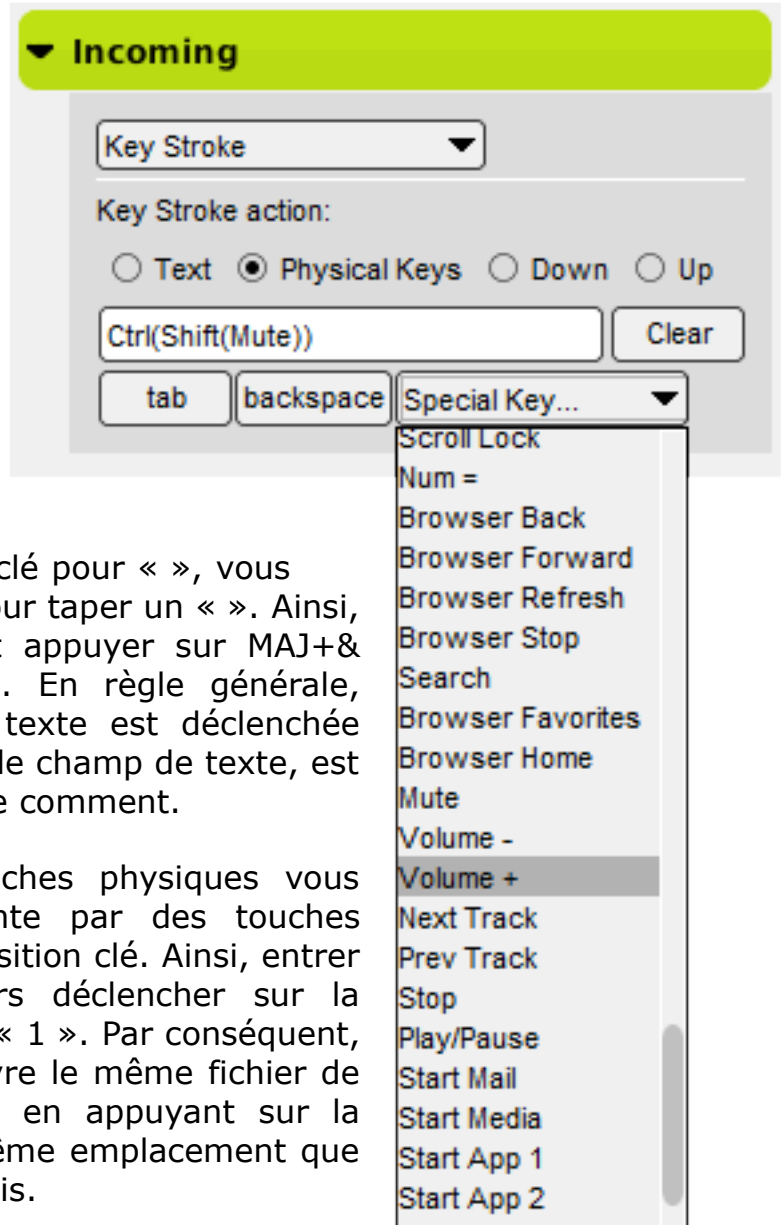 Incoming
Key Stroke
Key Stroke action:
Text Physical Keys Down Up
Ctrl(Shift(Mute)) Clear
tab backspace Special Key...
Scroll Lock
Num =
Browser Back
Browser Forward
Browser Refresh
Browser Stop
Search
Browser Favorites
Browser Home
Mute
Volume -
Volume +
Next Track
Prev Track
Stop
Play/Pause
Start Mail
Start Media
Start App 1
Start App 2
clé pour « », vous
our taper un « ». Ainsi,
t appuyer sur MAJ+&
. En règle générale,
texte est déclenchée
le champ de texte, est
e comment.
ches physiques vous
nte par des touches
sition clé. Ainsi, entrer
rs déclencher sur la
« 1 ». Par conséquent,
vre le même fichier de
en appuyant sur la
ême emplacement que
is.